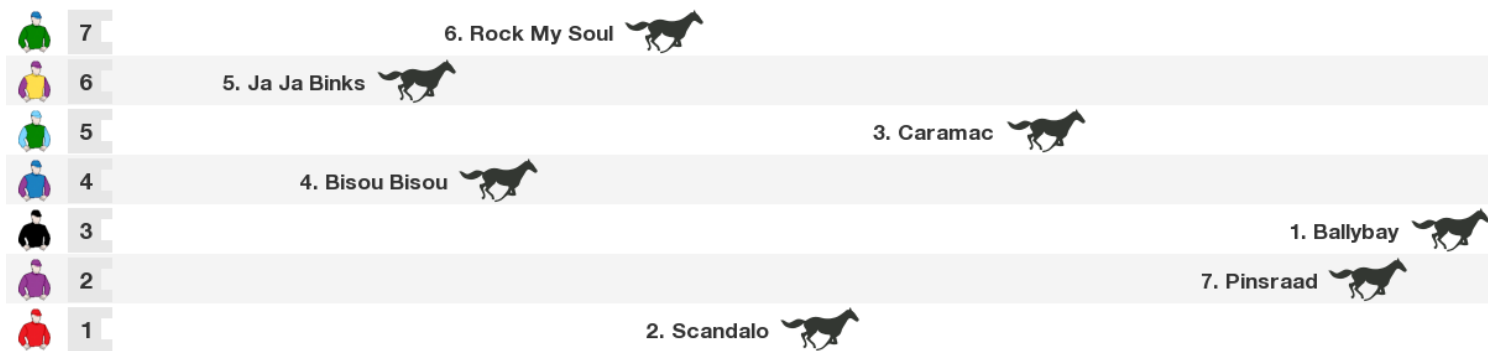 7 6. Rock My Soul
6 5. Ja Ja Binks
5 3. Caramac
4 4. Bisou Bisou
3 1. Ballybay
2 7. Pinsraad
1 2. Scandalo